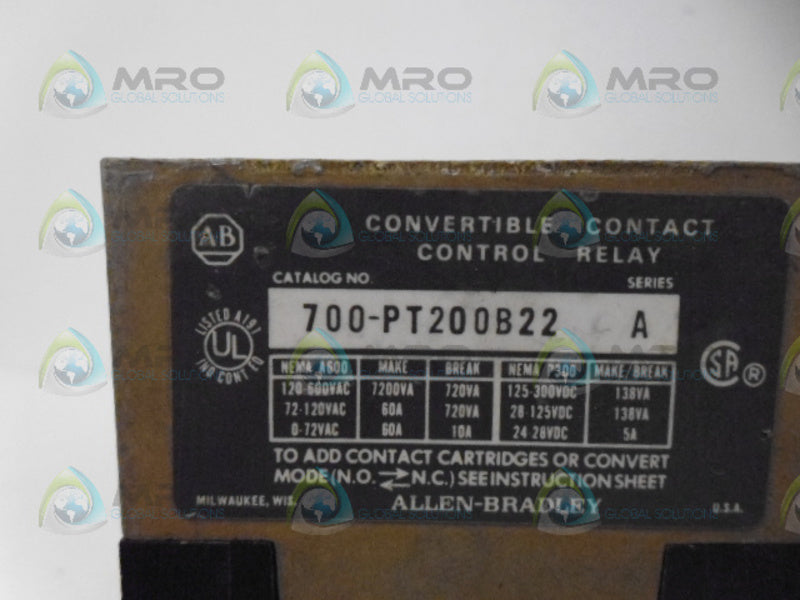 MRO MRO MRO
GLOBAL SOLUTIONS GLOBAL SOLUTIONS GLOBAL SOLUTIONS
AB
CONVERTIBLE CONTACT
CONTROL RELAY
CATALOG NO. SERIES
700-PT200B22 A
LISTED A197
UL
IND CONT EQ
SA ®
NEMA A600 MAKE BREAK NEMA P300 MAKE/BREAK
120-600VAC 7200VA 720VA 125-300VDC 138VA
72-120VAC 60A 720VA 28-125VDC 138VA
0-72VAC 60A 10A 24-28VDC 5A
TO ADD CONTACT CARTRIDGES OR CONVERT
MODE (N.O. ⇄ N.C.) SEE INSTRUCTION SHEET
MILWAUKEE, WIS. ALLEN-BRADLEY U.S.A.